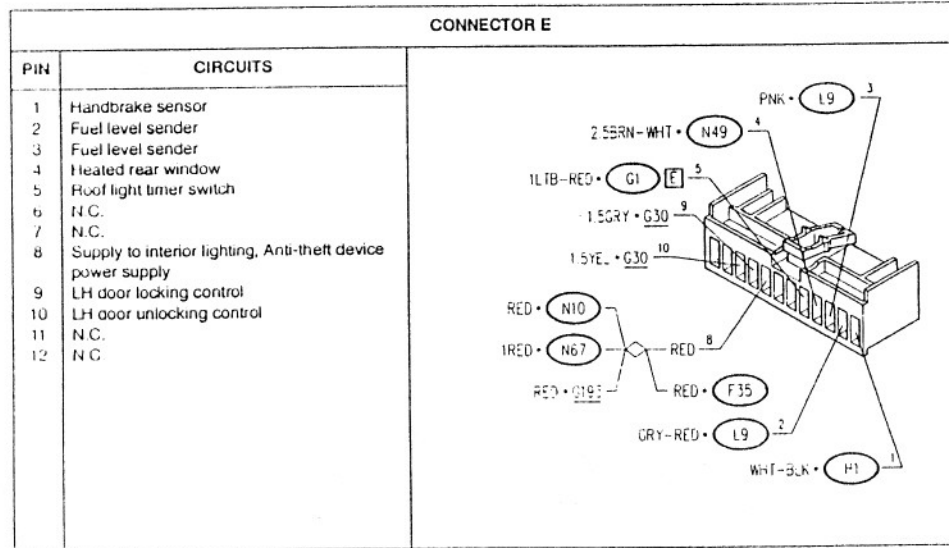 CONNECTOR E
PIN CIRCUITS
1 Handbrake sensor
2 Fuel level sender
3 Fuel level sender
4 Heated rear window
5 Roof light timer switch
6 N.C.
7 N.C.
8 Supply to interior lighting, Anti-theft device
power supply
9 LH door locking control
10 LH door unlocking control
11 N.C.
12 N C
PNK • L9 3
2.5BRN-WHT • N49 4
1LTB-RED • G1 E 5
1.5GRY • G30 9
1.5YEL • G30 10
RED • N10
1RED • N67
RED 8
RED •
RED • F35
GRY-RED • L9 2
WHT-BLK • H1 1